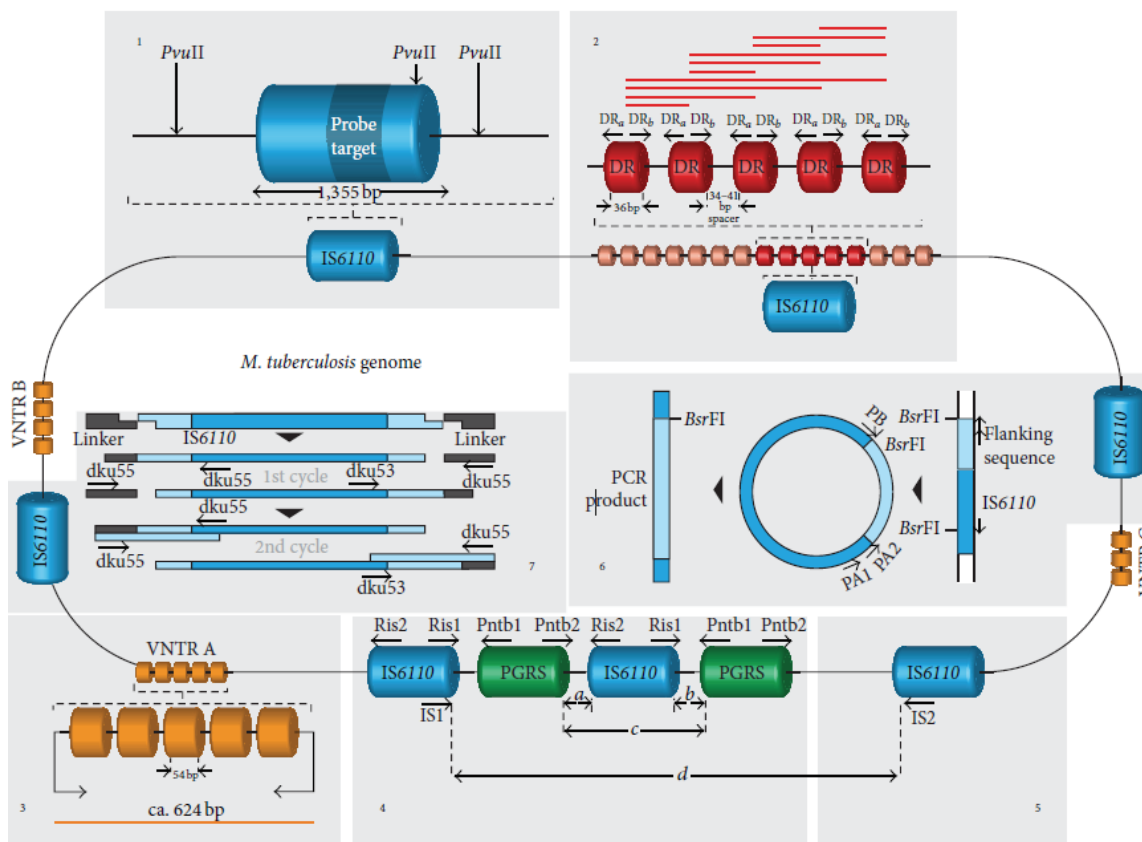 1
PvuII
PvuII
PvuII
Probe
target
1,355 bp
IS6110
2
DRa DRb DRa DRb DRa DRb DRa DRb DRa DRb
DR DR DR DR DR
36 bp
34–41
bp
spacer
IS6110
M. tuberculosis genome
VNTR B
IS6110
Linker
IS6110
Linker
dku55
dku55
1st cycle
dku53
dku55
dku55
dku55
2nd cycle
dku55
dku53
7
PCR
product
BsrFI
PB
BsrFI
PA1
PA2
BsrFI
Flanking
sequence
IS6110
BsrFI
6
IS6110
VNTR C
VNTR A
54 bp
ca. 624 bp
3
Ris2 Ris1 Pntb1 Pntb2 Ris2 Ris1 Pntb1 Pntb2
IS6110 PGRS IS6110 PGRS IS6110
IS1
a
b
IS2
c
d
4
5